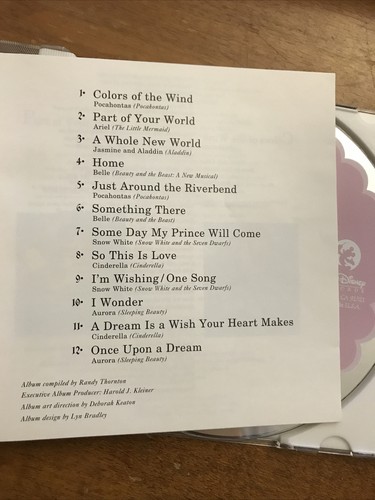 1• Colors of the Wind
Pocahontas (Pocahontas)
2• Part of Your World
Ariel (The Little Mermaid)
3• A Whole New World
Jasmine and Aladdin (Aladdin)
4• Home
Belle (Beauty and the Beast: A New Musical)
5• Just Around the Riverbend
Pocahontas (Pocahontas)
6• Something There
Belle (Beauty and the Beast)
7• Some Day My Prince Will Come
Snow White (Snow White and the Seven Dwarfs)
8• So This Is Love
Cinderella (Cinderella)
9• I'm Wishing/One Song
Snow White (Snow White and the Seven Dwarfs)
10• I Wonder
Aurora (Sleeping Beauty)
11• A Dream Is a Wish Your Heart Makes
Cinderella (Cinderella)
12• Once Upon a Dream
Aurora (Sleeping Beauty)
Album compiled by Randy Thornton
Executive Album Producer: Harold J. Kleiner
Album art direction by Deborah Keaton
Album design by Lyn Bradley
Disney